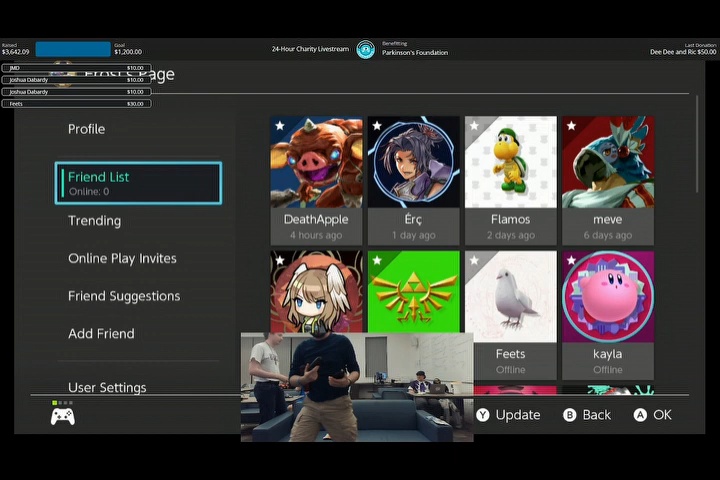 Raised
$3,642.09
Goal
$1,200.00
24-Hour Charity Livestream
Benefitting
Parkinson's Foundation
Last Donation
Dee Dee and Ric $50.00
JMD $10.00
Joshua Dabardy $10.00
Joshua Dabardy $10.00
Feets $30.00
Page
Profile
Friend List
Online: 0
Trending
Online Play Invites
Friend Suggestions
Add Friend
User Settings
DeathApple
4 hours ago
Êrç
1 day ago
Flamos
2 days ago
meve
6 days ago
Feets
Offline
kayla
Offline
Y Update
B Back
A OK